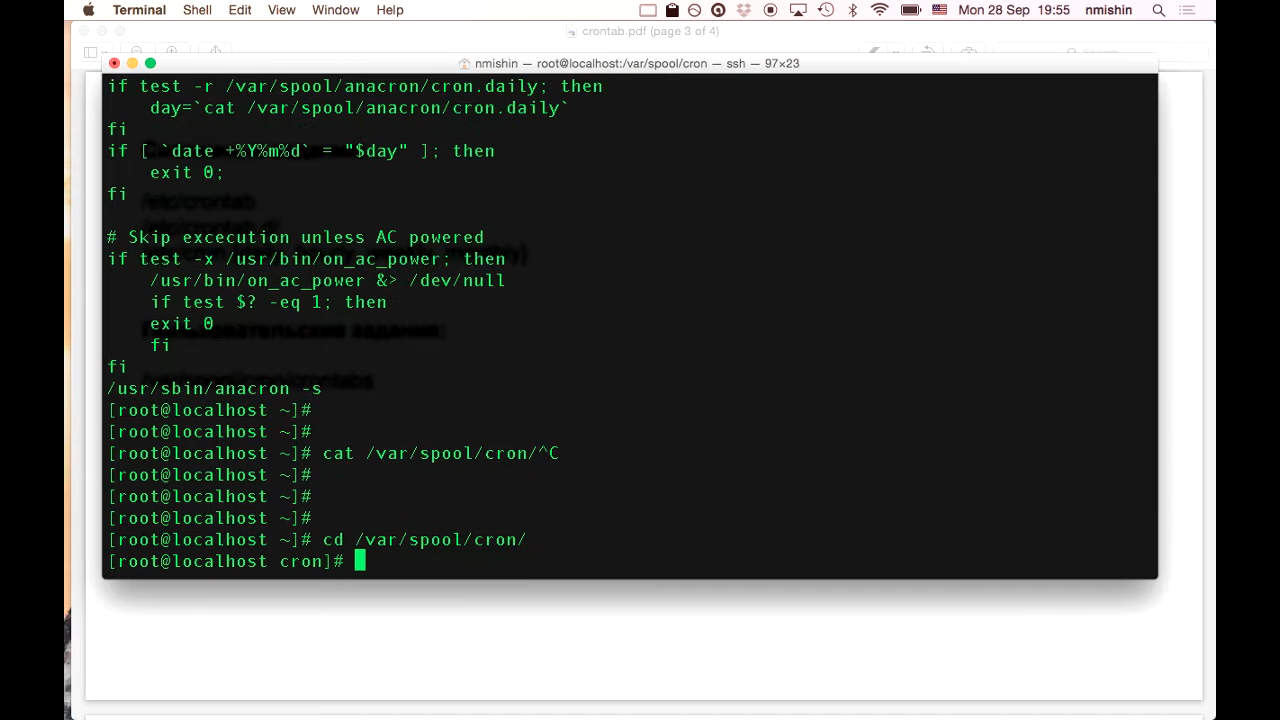 Terminal Shell Edit View Window Help Mon 28 Sep 19:55 nmishin
crontab.pdf (page 3 of 4)
Search
nmishin — root@localhost:/var/spool/cron — ssh — 97×23
if test -r /var/spool/anacron/cron.daily; then
day=`cat /var/spool/anacron/cron.daily`
fi
if [ `date +%Y%m%d` = "$day" ]; then
exit 0;
fi
/etc/crontab
# Skip excecution unless AC powered
if test -x /usr/bin/on_ac_power; then
/usr/bin/on_ac_power &> /dev/null
if test $? -eq 1; then
exit 0
fi
fi
/usr/sbin/anacron -s
[root@localhost ~]#
[root@localhost ~]#
[root@localhost ~]# cat /var/spool/cron/^C
[root@localhost ~]#
[root@localhost ~]#
[root@localhost ~]#
[root@localhost ~]# cd /var/spool/cron/
[root@localhost cron]#